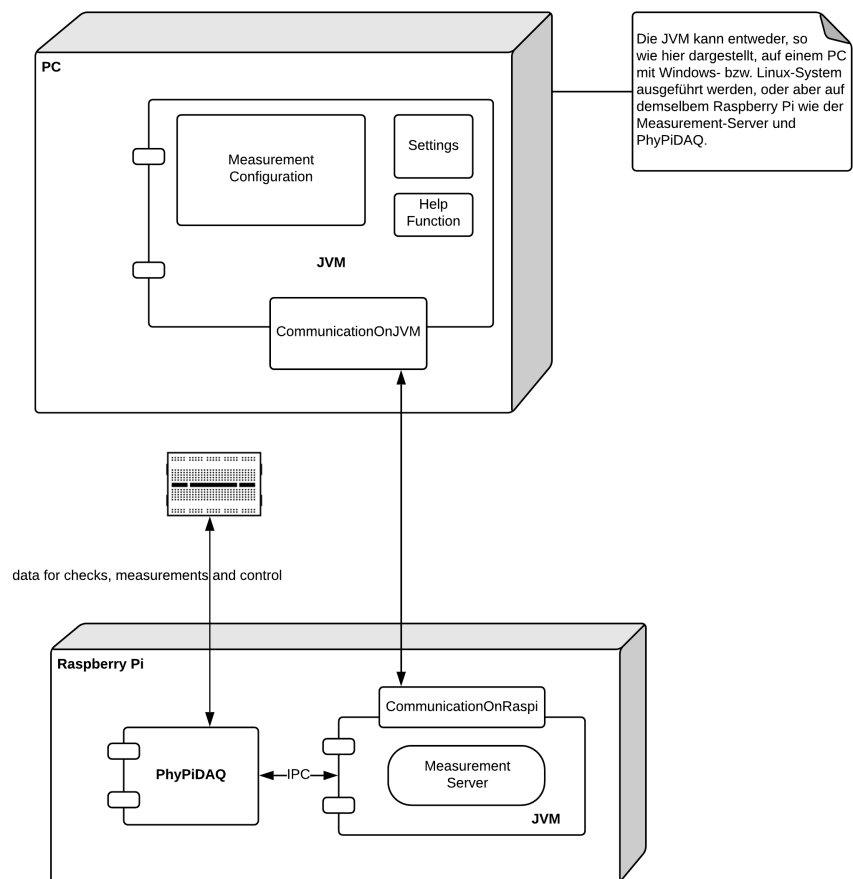 PC
Die JVM kann entweder, so
wie hier dargestellt, auf einem PC
mit Windows- bzw. Linux-System
ausgeführt werden, oder aber auf
demselbem Raspberry Pi wie der
Measurement-Server und
PhyPiDAQ.
Measurement
Configuration
Settings
Help
Function
JVM
CommunicationOnJVM
data for checks, measurements and control
Raspberry Pi
CommunicationOnRaspi
PhyPiDAQ
IPC
Measurement
Server
JVM